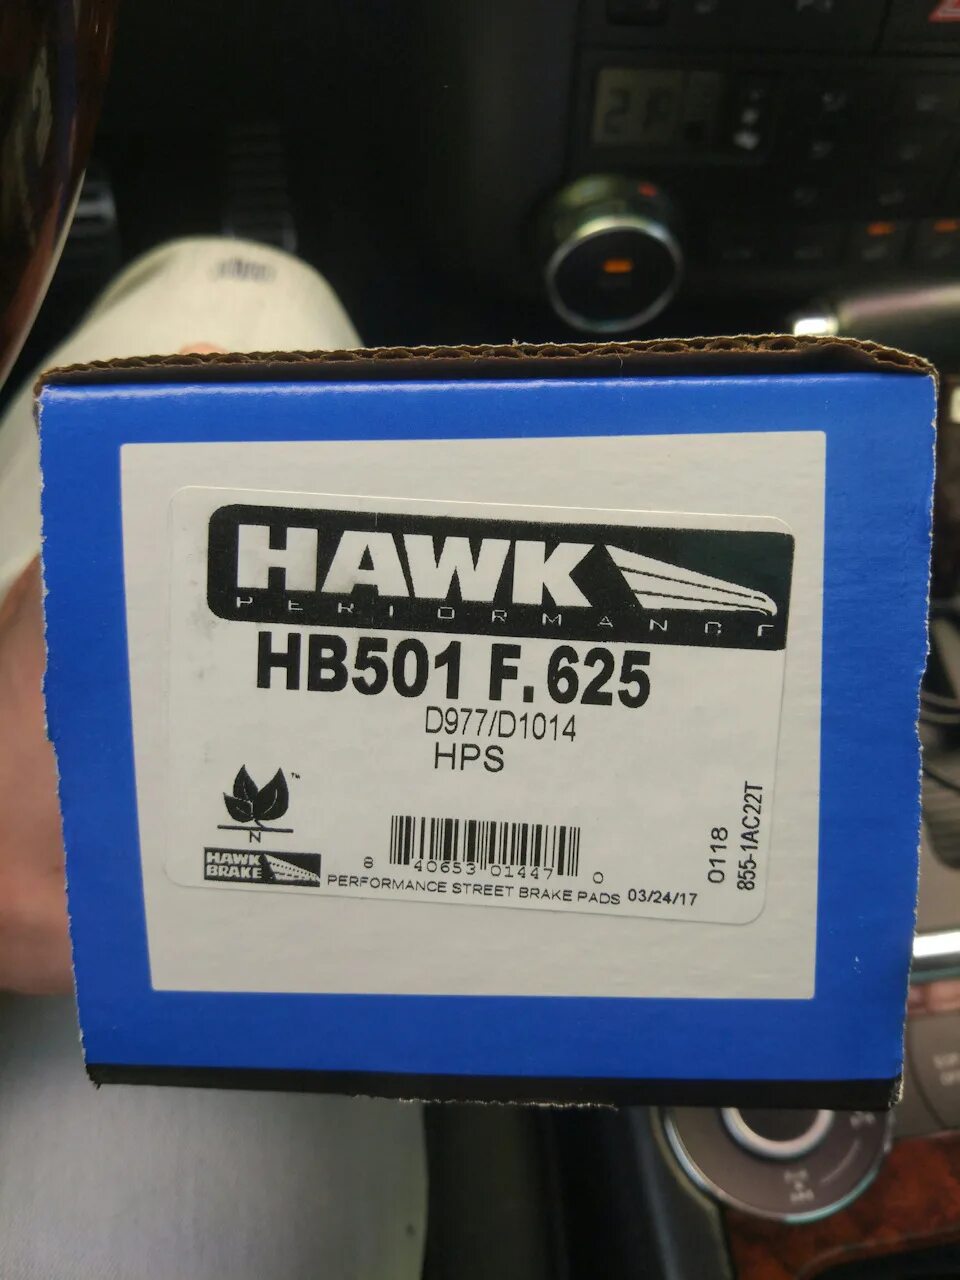 HAWK
PERFORMANCE
HB501 F.625
D977/D1014
HPS
™
N
HAWK
BRAKE
8 40653 01447 0
PERFORMANCE STREET BRAKE PADS 03/24/17
0118
855-1AC22T